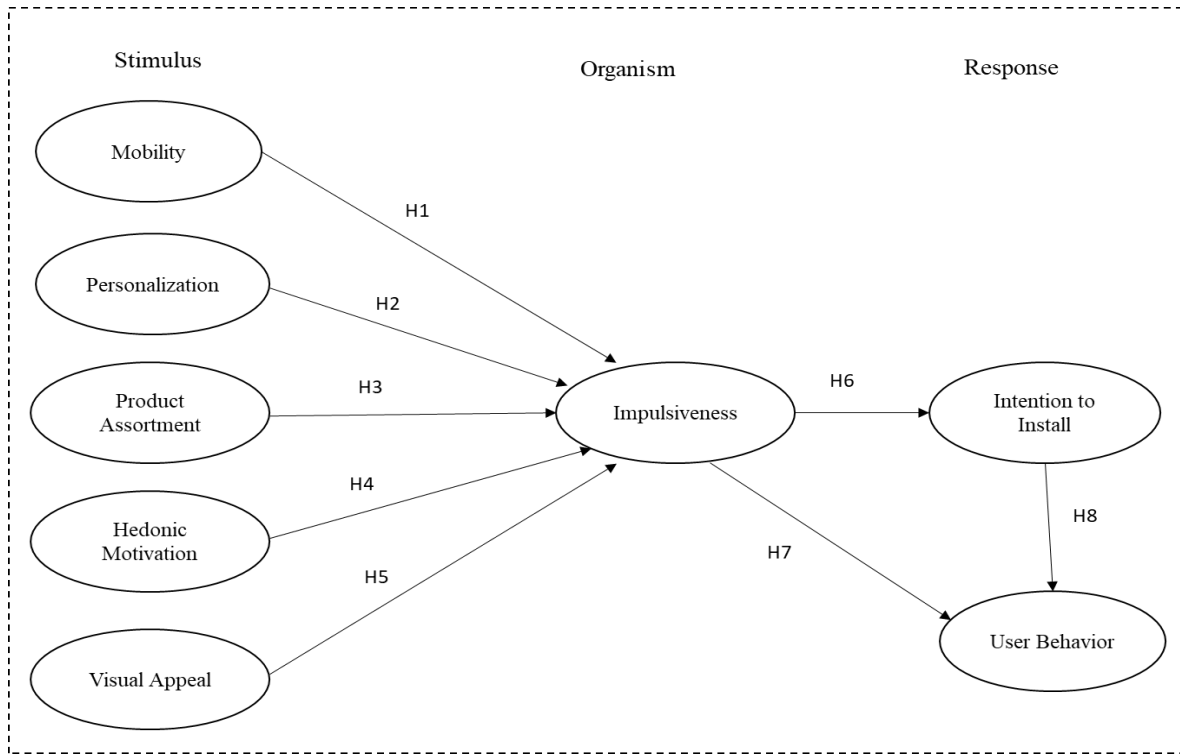 Stimulus
Organism
Response
Mobility
H1
Personalization
H2
Product
Assortment
H3
Impulsiveness
H6
Intention to
Install
Hedonic
Motivation
H4
H5
H7
H8
Visual Appeal
User Behavior